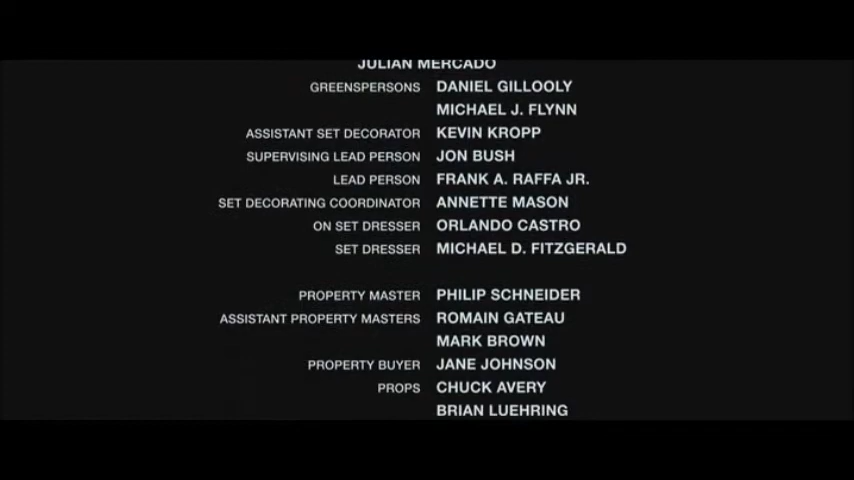 JULIAN MERCADO
GREENSPERSONS DANIEL GILLOOLY
MICHAEL J. FLYNN
ASSISTANT SET DECORATOR KEVIN KROPP
SUPERVISING LEAD PERSON JON BUSH
LEAD PERSON FRANK A. RAFFA JR.
SET DECORATING COORDINATOR ANNETTE MASON
ON SET DRESSER ORLANDO CASTRO
SET DRESSER MICHAEL D. FITZGERALD
PROPERTY MASTER PHILIP SCHNEIDER
ASSISTANT PROPERTY MASTERS ROMAIN GATEAU
MARK BROWN
PROPERTY BUYER JANE JOHNSON
PROPS CHUCK AVERY
BRIAN LUEHRING